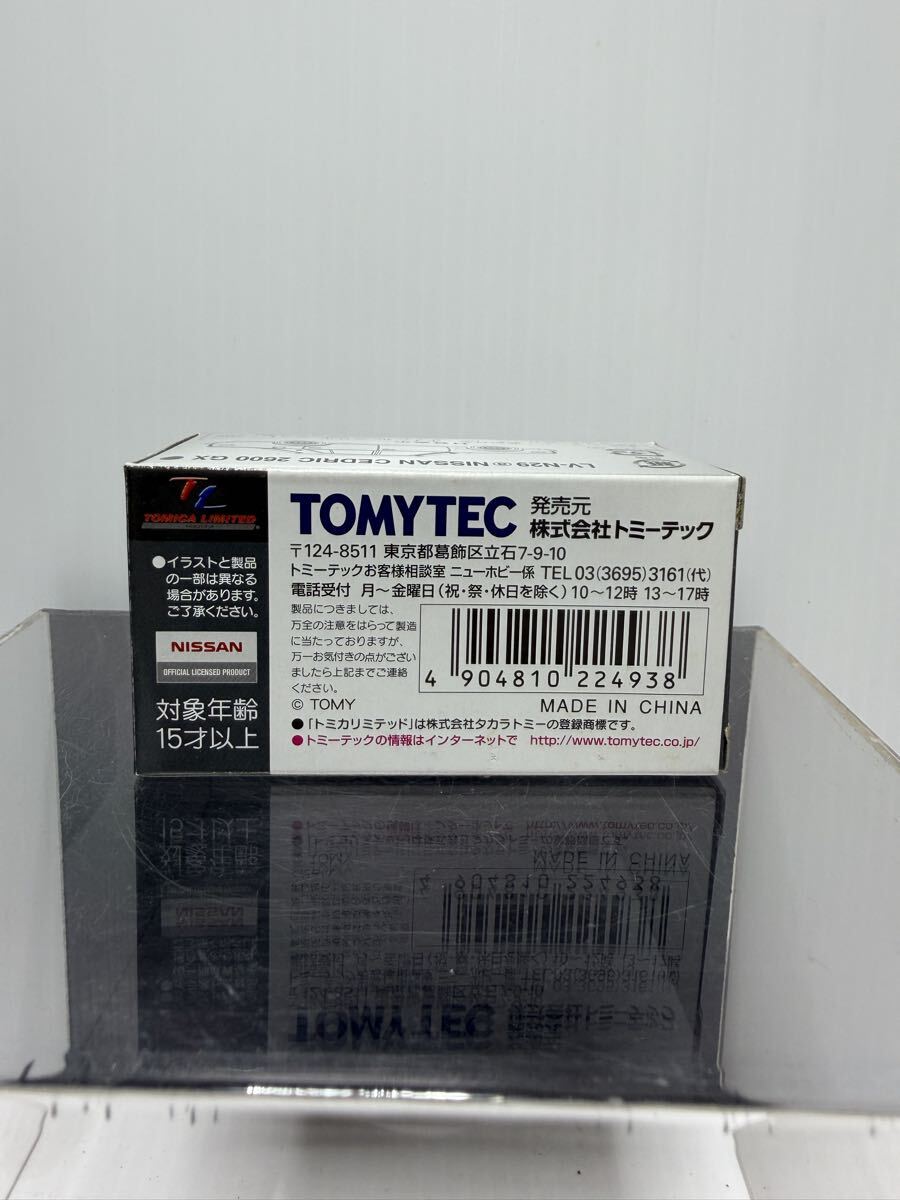 LV-N29 ⓐ NISSAN CEDRIC 2600 GX ●
TL
TOMICA LIMITED
●イラストと製品
の一部は異なる
場合があります。
ご了承ください。
NISSAN
OFFICIAL LICENSED PRODUCT
対象年齢
15才以上
TOMYTEC
発売元
株式会社トミーテック
〒124-8511 東京都葛飾区立石7-9-10
トミーテックお客様相談室 ニューホビー係 TEL 03(3695)3161(代)
電話受付 月〜金曜日(祝・祭・休日を除く) 10〜12時 13〜17時
製品につきましては、
万全の注意をはらって製造
に当たっておりますが、
万一お気付きの点がござい
ましたら上記までご連絡
ください。
4 904810 224938
© TOMY
MADE IN CHINA
●「トミカリミテッド」は株式会社タカラトミーの登録商標です。
●トミーテックの情報はインターネットで http://www.tomytec.co.jp/